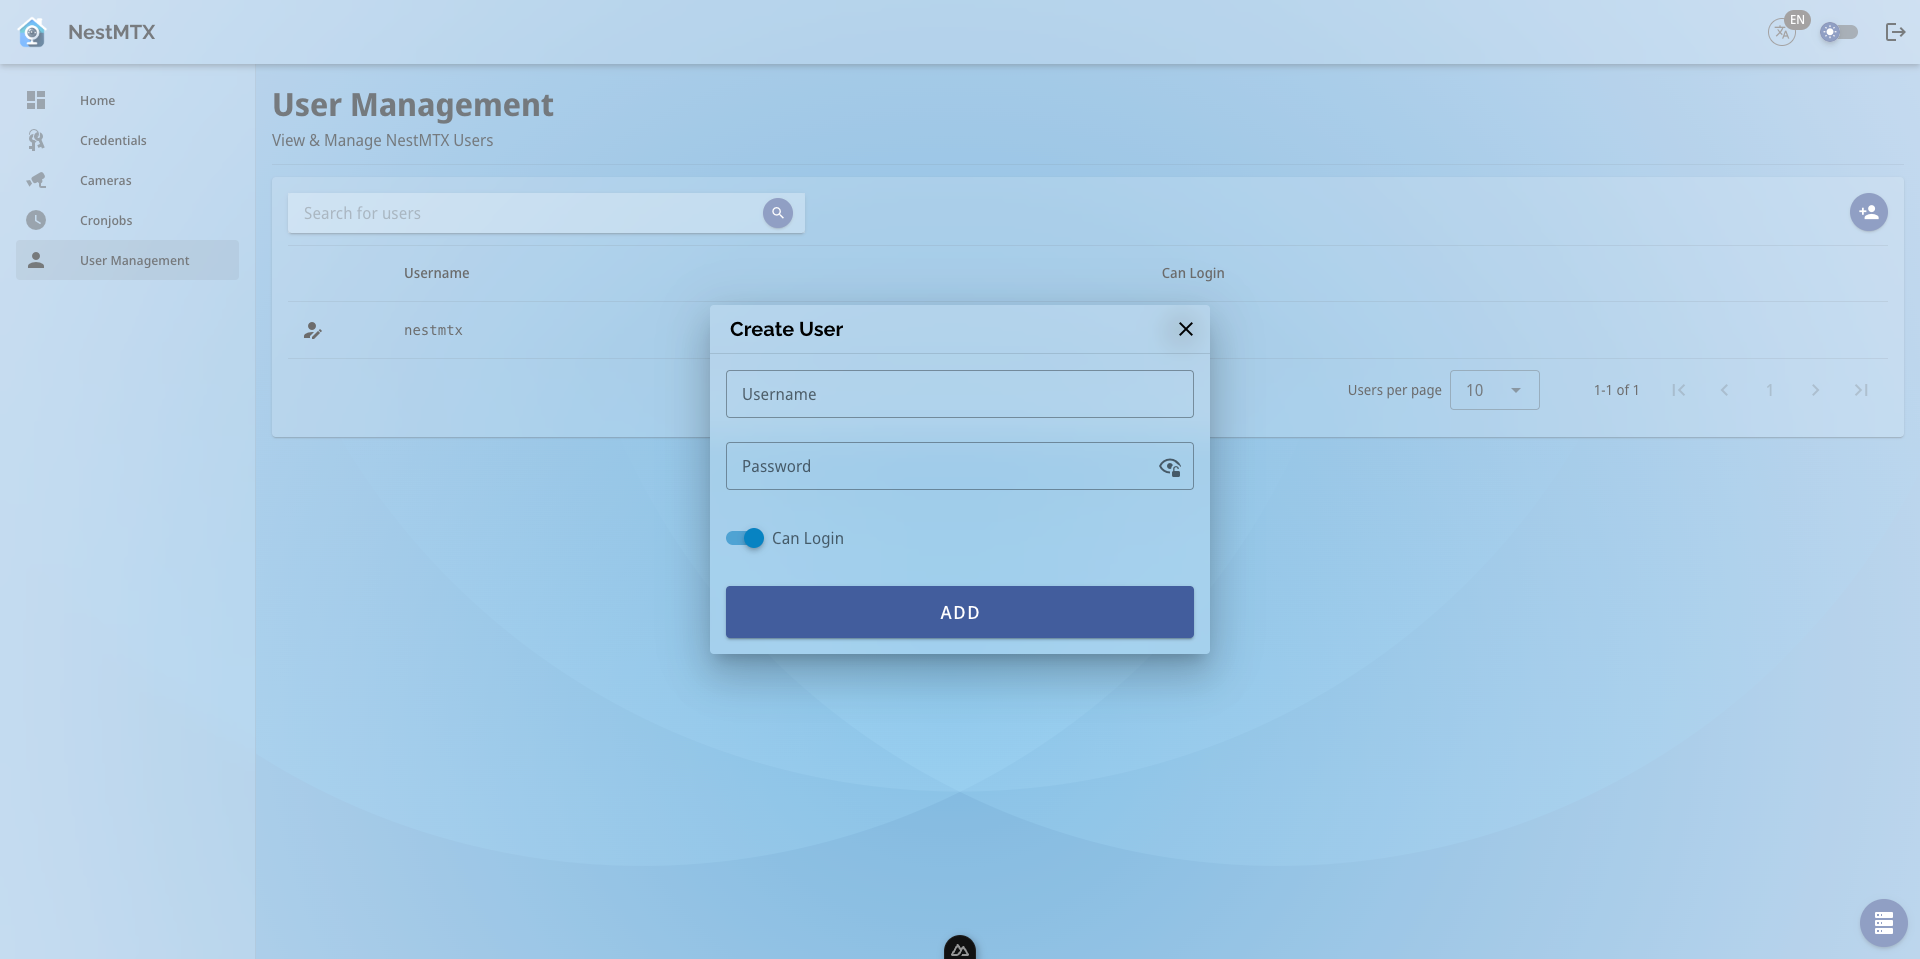 NestMTX
EN
Home
Credentials
Cameras
Cronjobs
User Management
User Management
View & Manage NestMTX Users
Search for users
Username
Can Login
nestmtx
Users per page
10
1-1 of 1
1
Create User
Username
Password
Can Login
ADD